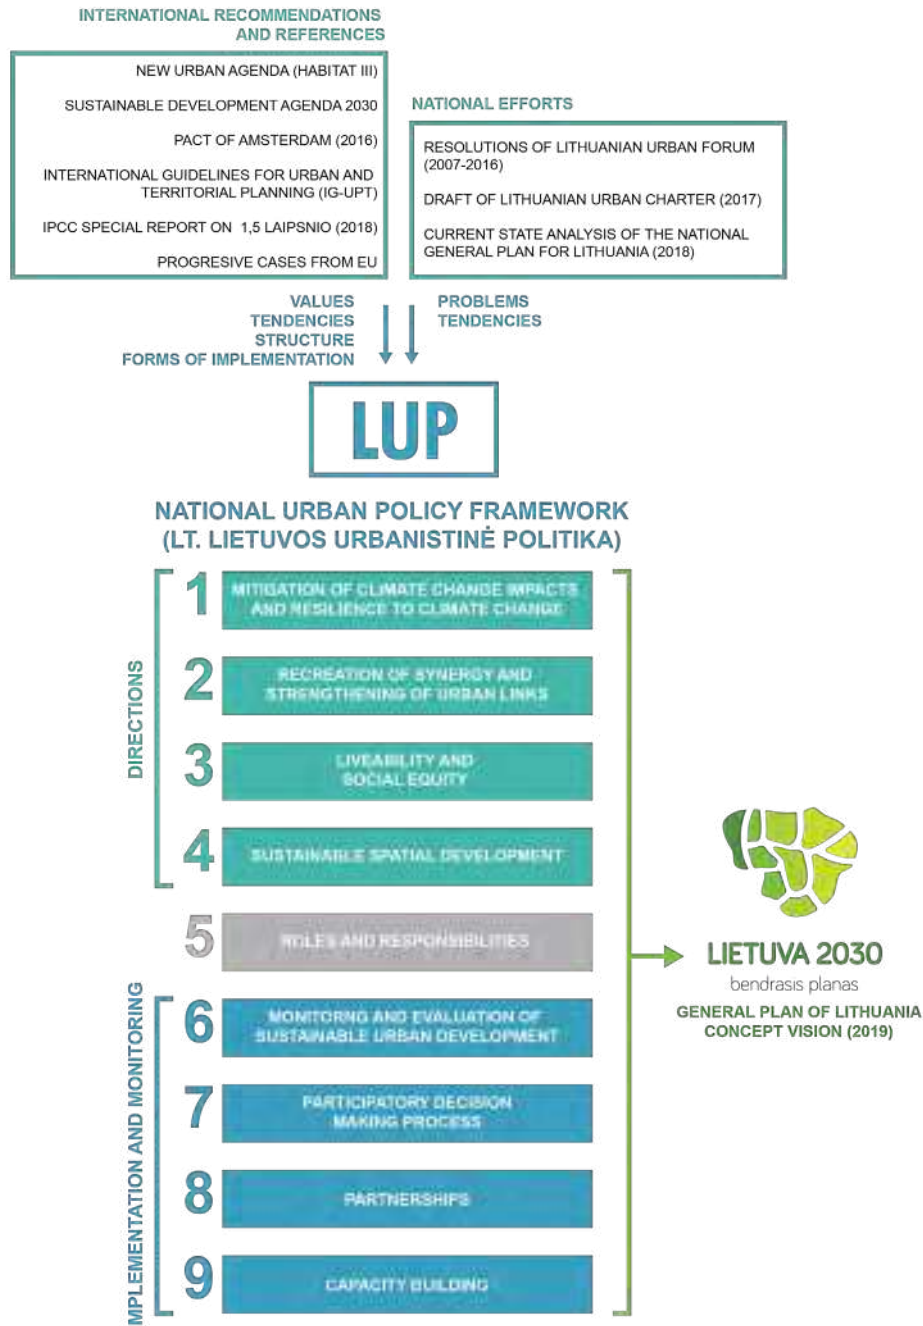 INTERNATIONAL RECOMMENDATIONS
AND REFERENCES
NEW URBAN AGENDA (HABITAT III)
SUSTAINABLE DEVELOPMENT AGENDA 2030
PACT OF AMSTERDAM (2016)
INTERNATIONAL GUIDELINES FOR URBAN AND
TERRITORIAL PLANNING (IG-UPT)
IPCC SPECIAL REPORT ON 1,5 LAIPSNIO (2018)
PROGRESIVE CASES FROM EU
NATIONAL EFFORTS
RESOLUTIONS OF LITHUANIAN URBAN FORUM
(2007-2016)
DRAFT OF LITHUANIAN URBAN CHARTER (2017)
CURRENT STATE ANALYSIS OF THE NATIONAL
GENERAL PLAN FOR LITHUANIA (2018)
VALUES
TENDENCIES
STRUCTURE
FORMS OF IMPLEMENTATION
PROBLEMS
TENDENCIES
LUP
NATIONAL URBAN POLICY FRAMEWORK
(LT. LIETUVOS URBANISTINĖ POLITIKA)
DIRECTIONS
1
MITIGATION OF CLIMATE CHANGE IMPACTS
AND RESILIENCE TO CLIMATE CHANGE
2
RECREATION OF SYNERGY AND
STRENGTHENING OF URBAN LINKS
3
LIVEABILITY AND
SOCIAL EQUITY
4
SUSTAINABLE SPATIAL DEVELOPMENT
5
ROLES AND RESPONSIBILITIES
MPLEMENTATION AND MONITORING
6
MONITORNG AND EVALUATION OF
SUSTAINABLE URBAN DEVELOPMENT
7
PARTICIPATORY DECISION
MAKING PROCESS
8
PARTNERSHIPS
9
CAPACITY BUILDING
LIETUVA 2030
bendrasis planas
GENERAL PLAN OF LITHUANIA
CONCEPT VISION (2019)